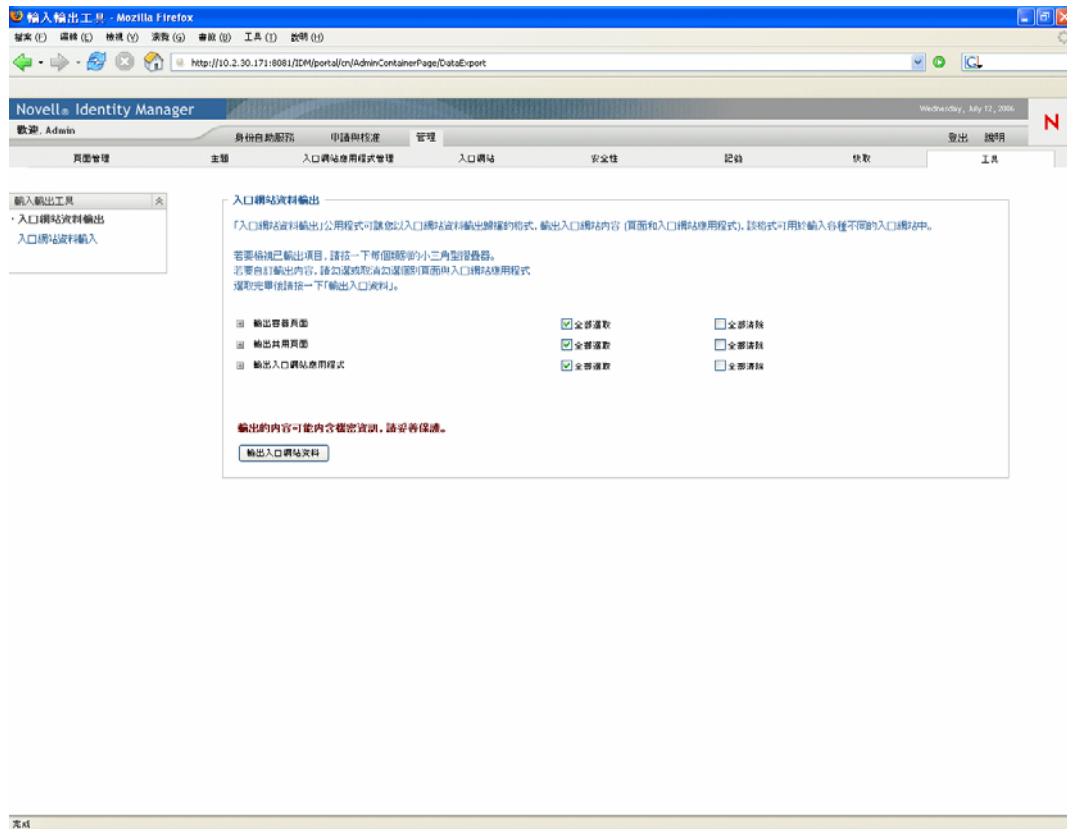 輸入輸出工具 - Mozilla Firefox
檔案(F) 編輯(E) 檢視(V) 瀏覽(G) 書籤(B) 工具(T) 說明(H)
http://10.2.30.171:8081/IDM/portal/cn/AdminContainerPage/DataExport
Novell® Identity Manager
Wednesday, July 12, 2006
歡迎, Admin
身份自助服務 申請與核准 管理 登出 說明
N
頁面管理 主題 入口網站應用程式管理 入口網站 安全性 記錄 快取 工具
輸入輸出工具
入口網站資料輸出
入口網站資料輸入
入口網站資料輸出
「入口網站資料輸出」公用程式可讓您以入口網站資料輸出歸檔的格式, 輸出入口網站內容 (頁面和入口網站應用程式), 該格式可用於輸入各種不同的入口網站中。
若要檢視已輸出項目, 請按一下每個類別的小三角型摺疊器。
若要自訂輸出內容, 請勾選或取消勾選個別頁面與入口網站應用程式
選取完畢後請按一下「輸出入口資料」。
輸出容器頁面 全部選取 全部清除
輸出共用頁面 全部選取 全部清除
輸出入口網站應用程式 全部選取 全部清除
輸出的內容可能內含機密資訊, 請妥善保護。
輸出入口網站資料
完成